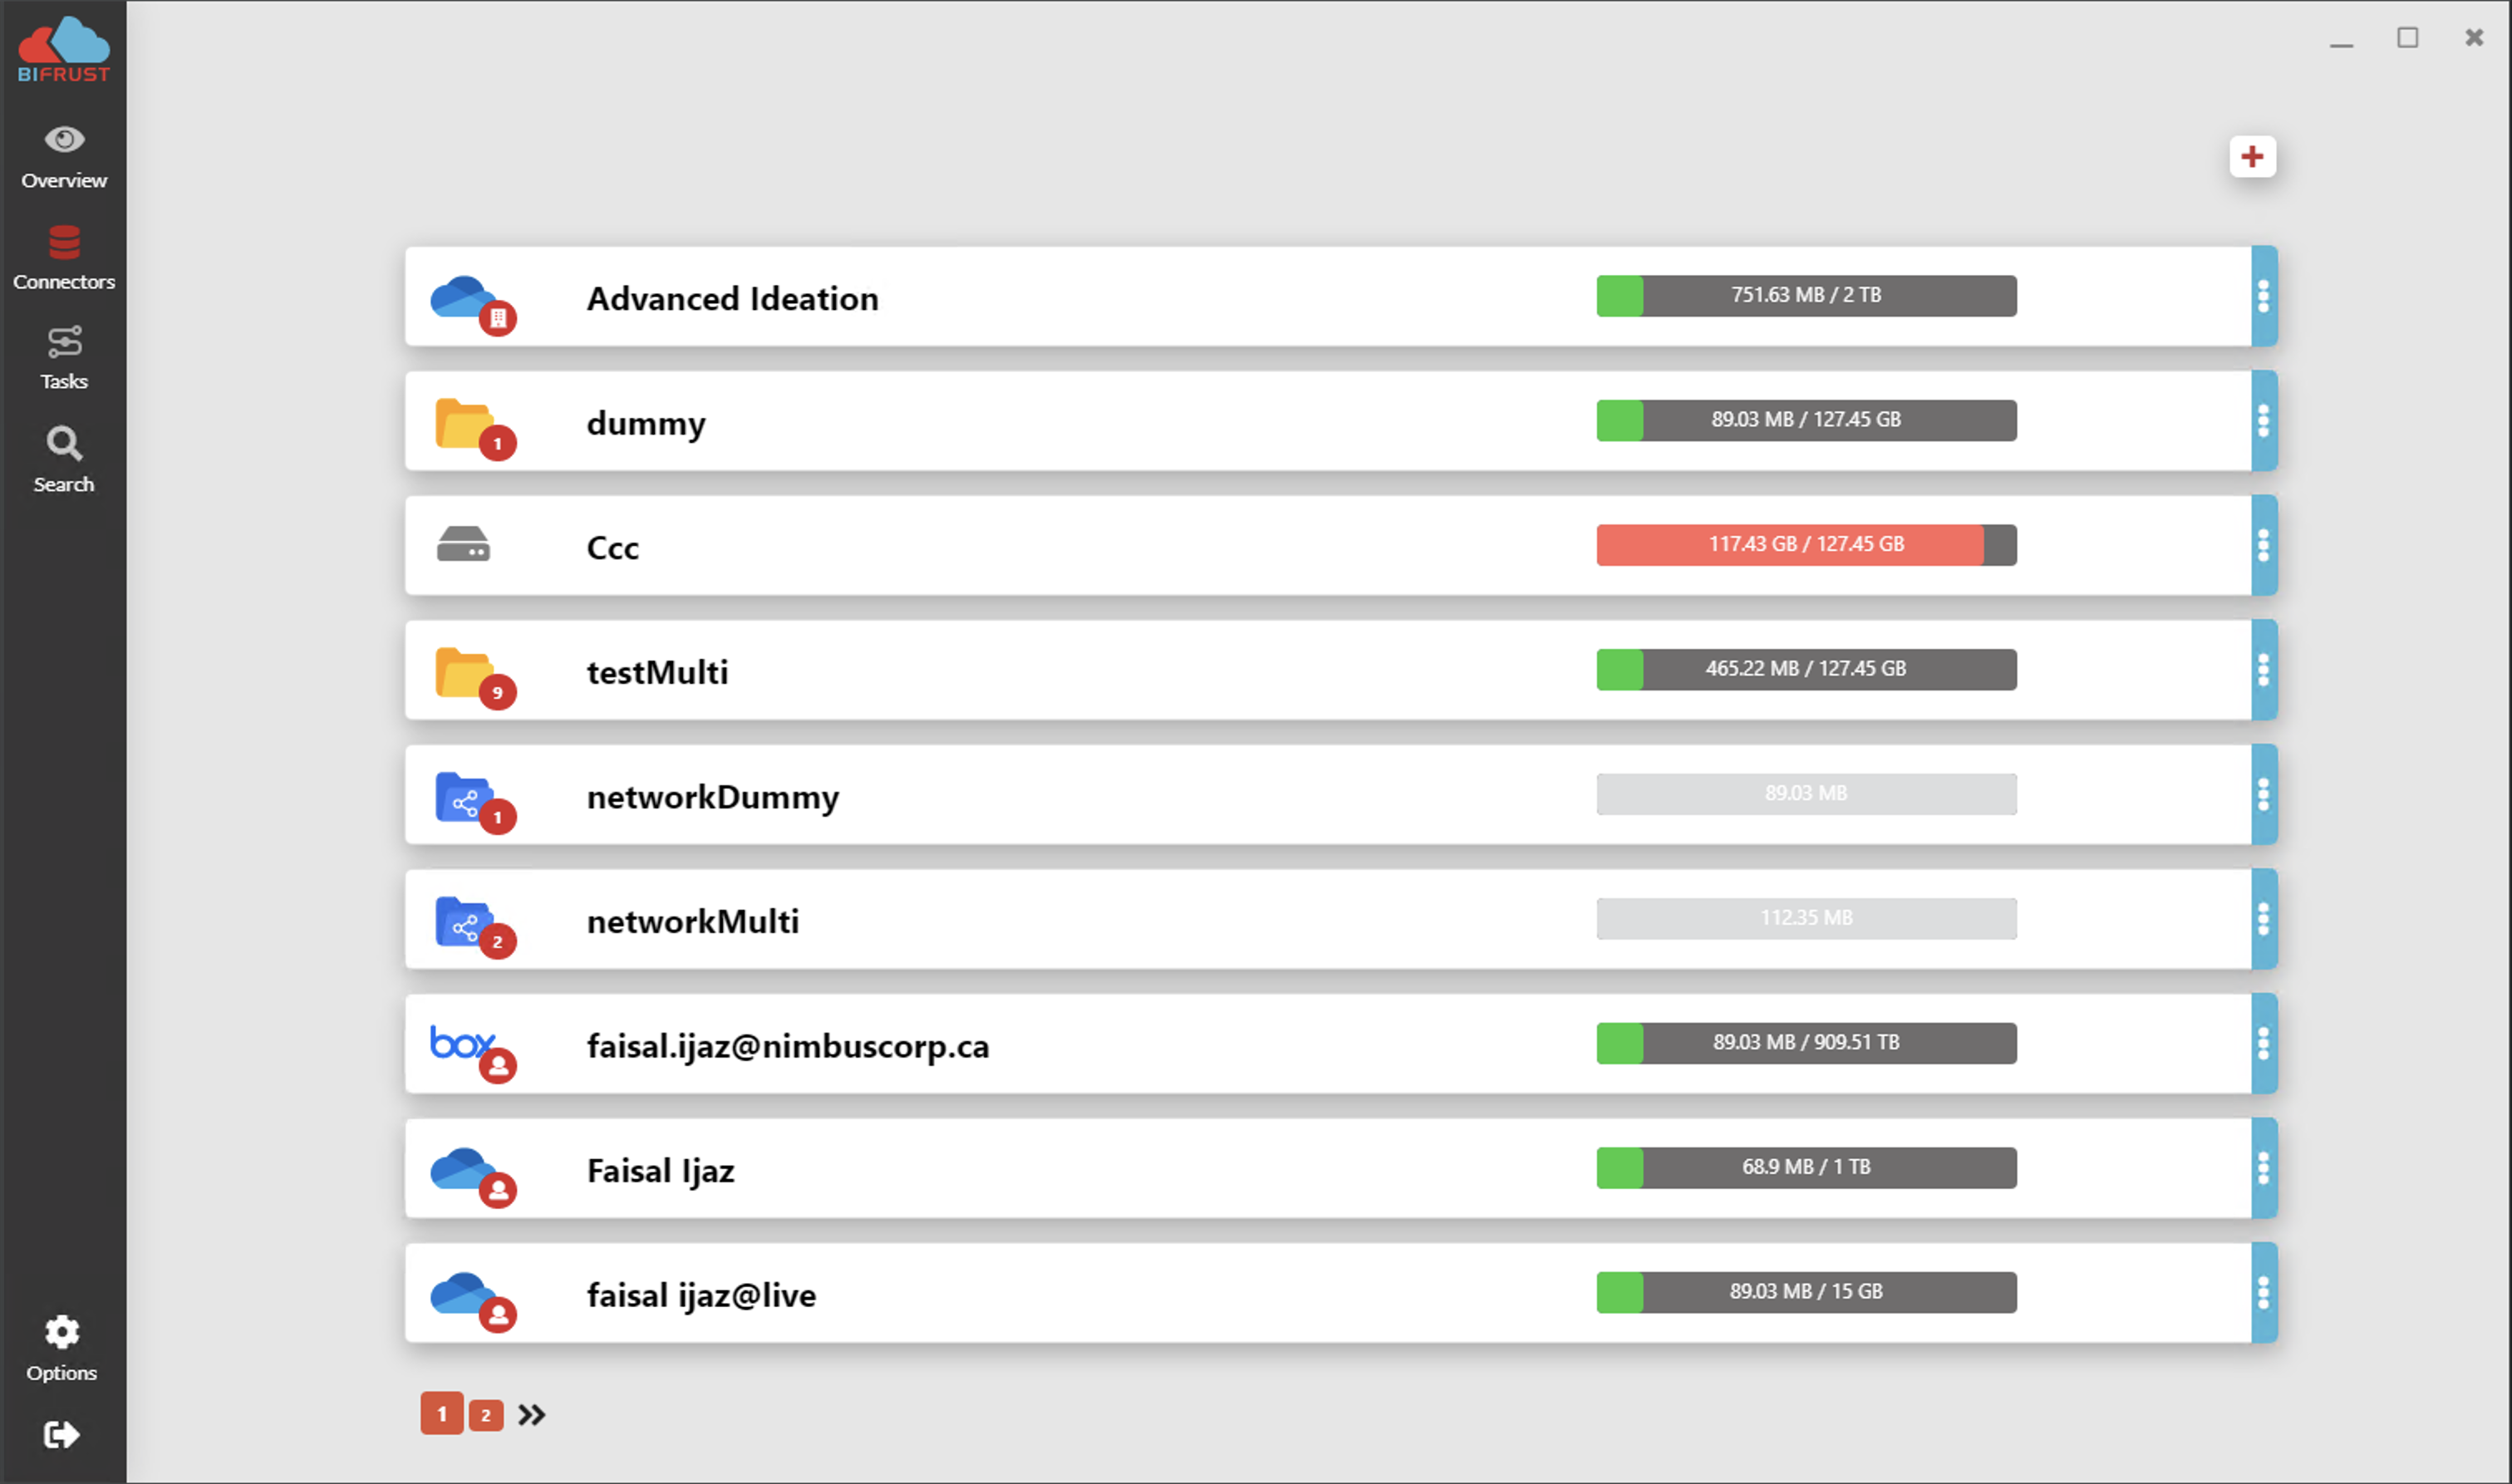 BIFRUST
Overview
Connectors
Tasks
Search
Options
Advanced Ideation
751.63 MB / 2 TB
1
dummy
89.03 MB / 127.45 GB
Ccc
117.43 GB / 127.45 GB
9
testMulti
465.22 MB / 127.45 GB
1
networkDummy
89.03 MB
2
networkMulti
112.35 MB
box
faisal.ijaz@nimbuscorp.ca
89.03 MB / 909.51 TB
Faisal Ijaz
68.9 MB / 1 TB
faisal ijaz@live
89.03 MB / 15 GB
1 2